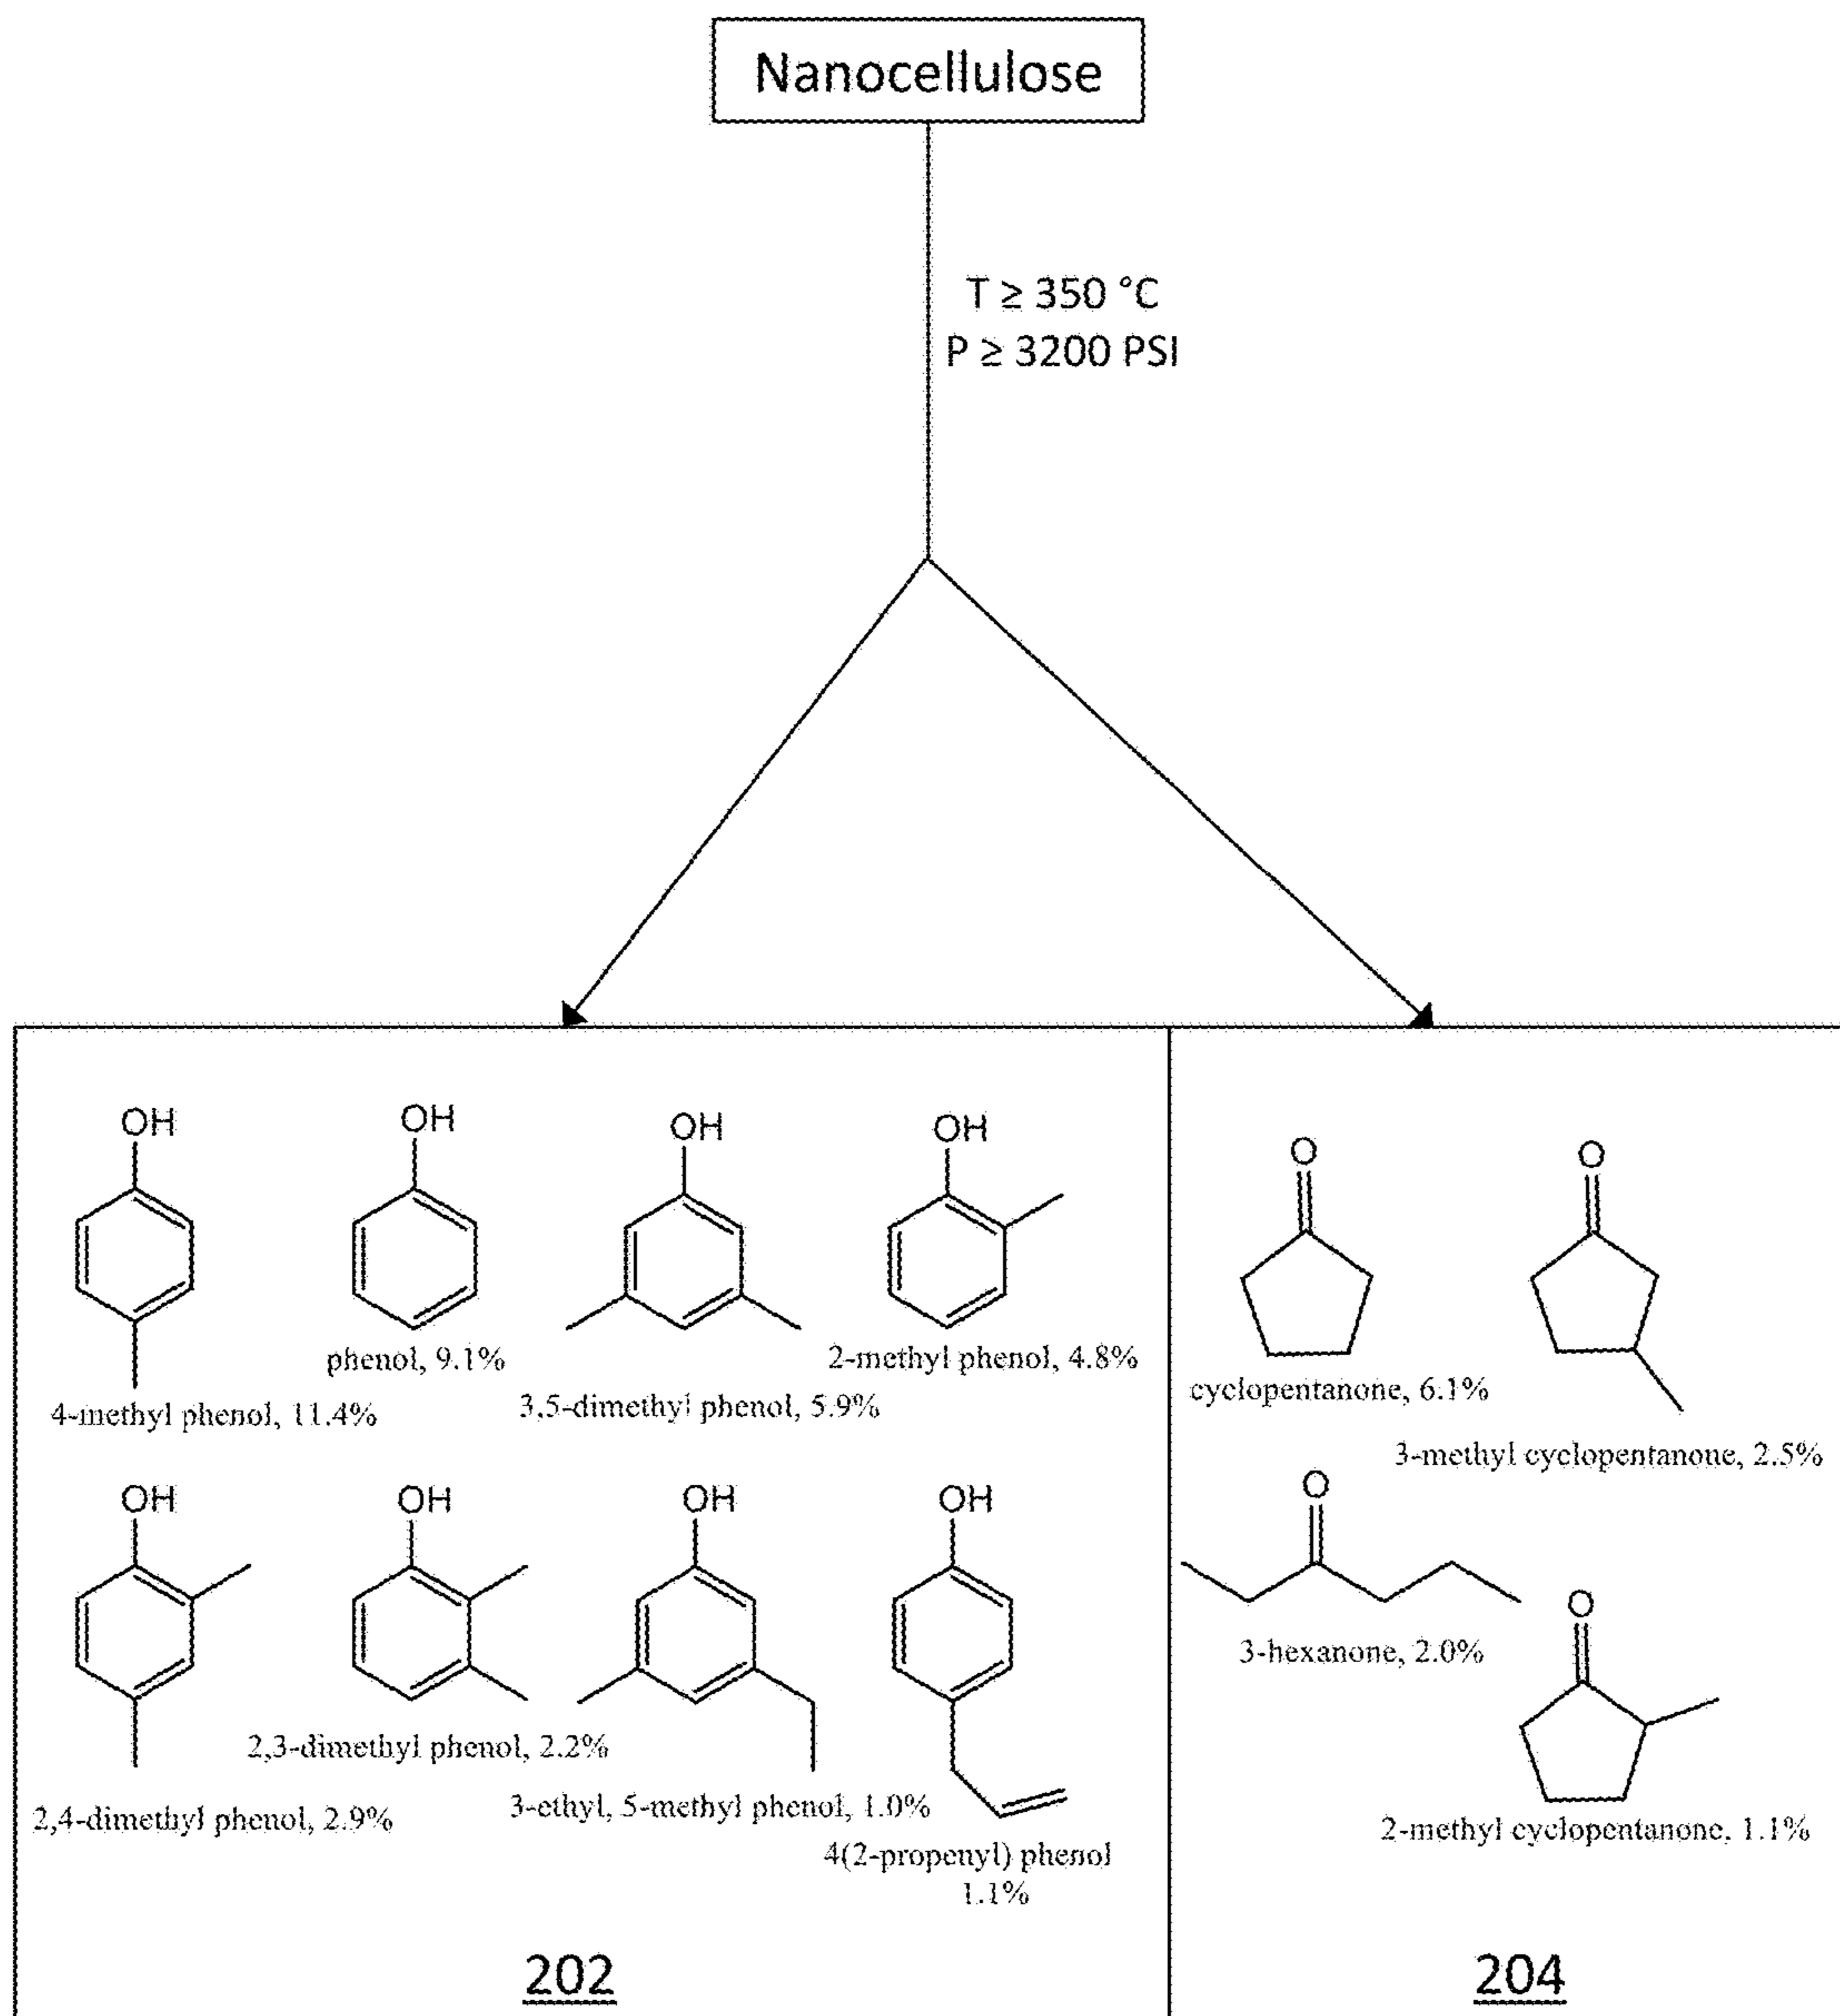 Nanocellulose
T ≥ 350 °C
P ≥ 3200 PSI
OH
OH
OH
OH
4-methyl phenol, 11.4%
phenol, 9.1%
3,5-dimethyl phenol, 5.9%
2-methyl phenol, 4.8%
OH
OH
OH
OH
2,4-dimethyl phenol, 2.9%
2,3-dimethyl phenol, 2.2%
3-ethyl, 5-methyl phenol, 1.0%
4(2-propenyl) phenol
1.1%
202
O
O
cyclopentanone, 6.1%
3-methyl cyclopentanone, 2.5%
O
3-hexanone, 2.0%
O
2-methyl cyclopentanone, 1.1%
204